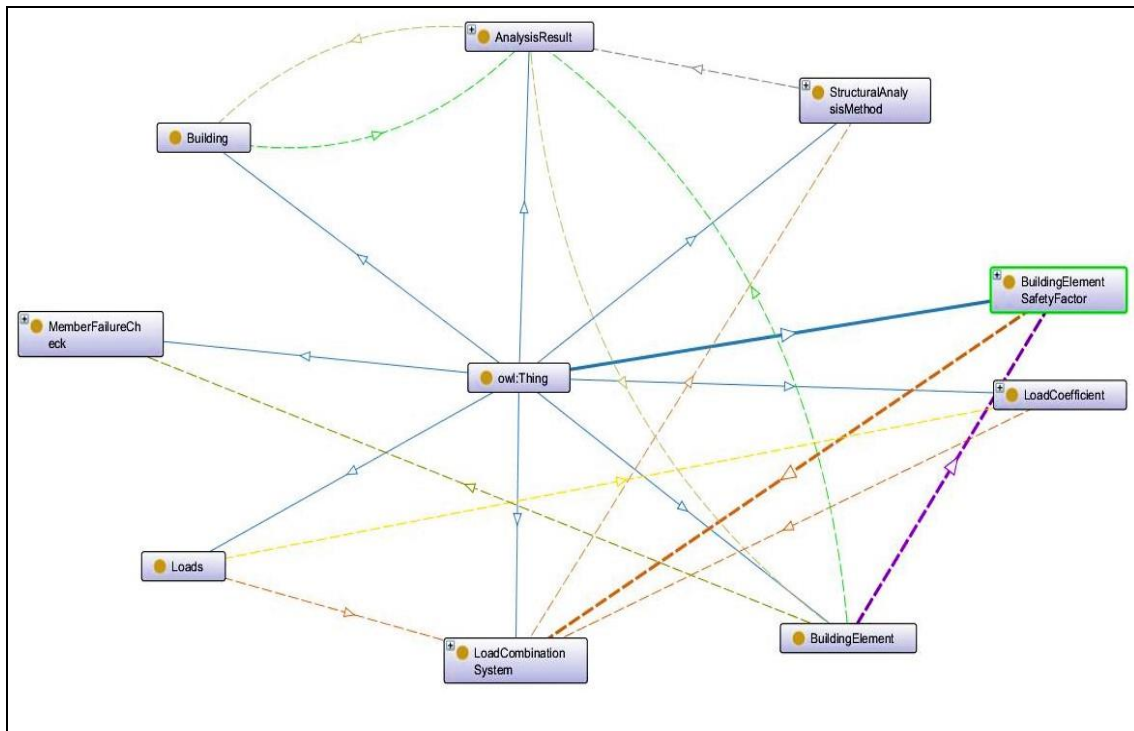 AnalysisResult
StructuralAnaly
sisMethod
Building
BuildingElement
SafetyFactor
MemberFailureCh
eck
owl:Thing
LoadCoefficient
Loads
BuildingElement
LoadCombination
System